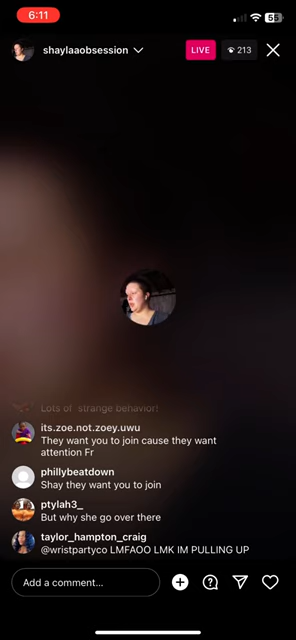 6:11
55
shaylaaobsession
LIVE
213
Lots of strange behavior!
its.zoe.not.zoey.uwu
They want you to join cause they want
attention Fr
phillybeatdown
Shay they want you to join
ptylah3_
But why she go over there
taylor_hampton_craig
@wristpartyco LMFAOO LMK IM PULLING UP
Add a comment...